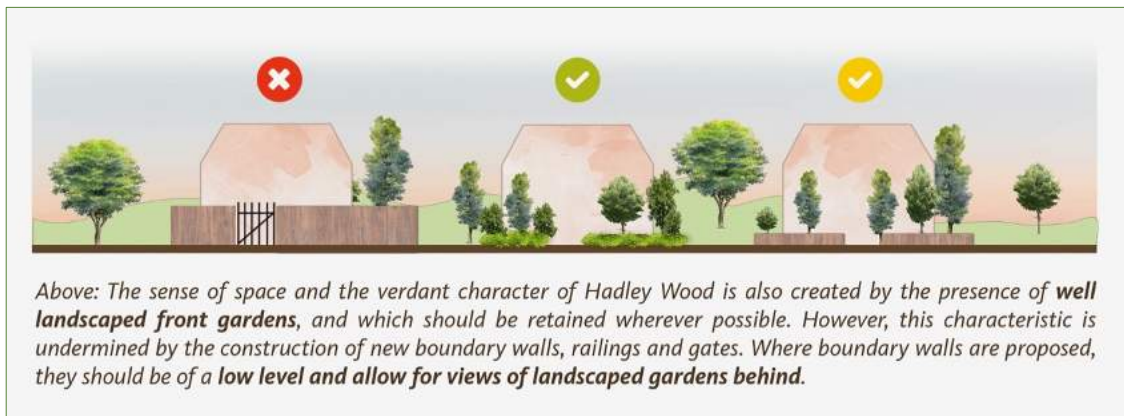 Above: The sense of space and the verdant character of Hadley Wood is also created by the presence of well
landscaped front gardens, and which should be retained wherever possible. However, this characteristic is
undermined by the construction of new boundary walls, railings and gates. Where boundary walls are proposed,
they should be of a low level and allow for views of landscaped gardens behind.